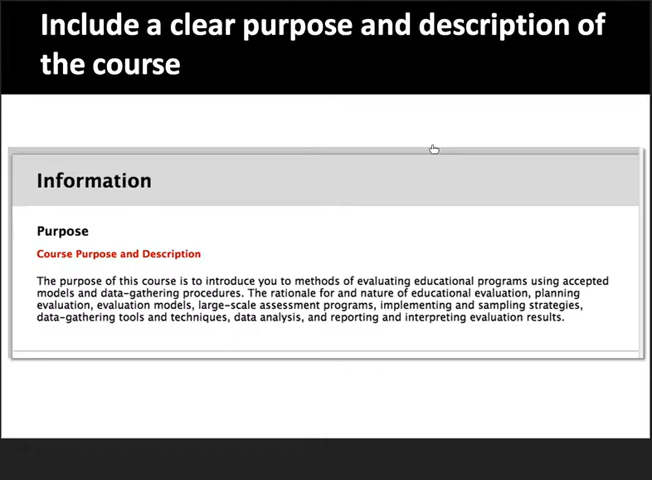 Include a clear purpose and description of
the course
Information
Purpose
Course Purpose and Description
The purpose of this course is to introduce you to methods of evaluating educational programs using accepted
models and data-gathering procedures. The rationale for and nature of educational evaluation, planning
evaluation, evaluation models, large-scale assessment programs, implementing and sampling strategies,
data-gathering tools and techniques, data analysis, and reporting and interpreting evaluation results.